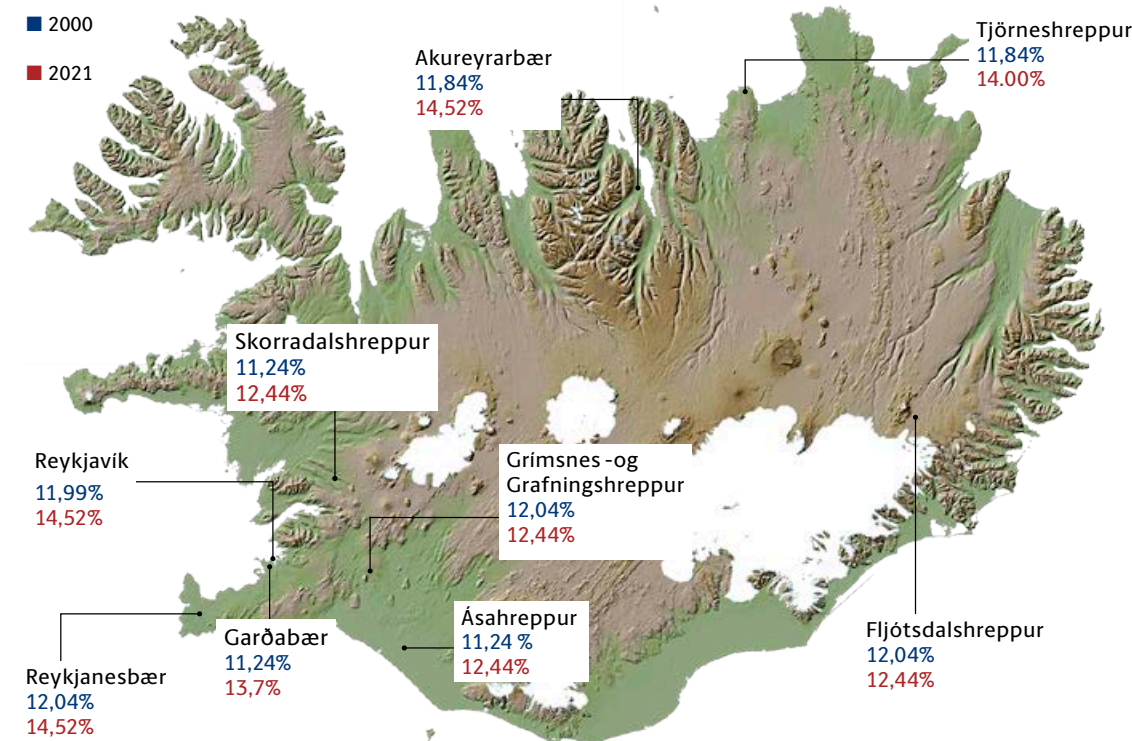 2000
2021
Tjörneshreppur
11,84%
14.00%
Akureyrarbær
11,84%
14,52%
Skorradalshreppur
11,24%
12,44%
Reykjavík
11,99%
14,52%
Grímsnes -og
Grafningshreppur
12,04%
12,44%
Ásahreppur
11,24 %
12,44%
Garðabær
11,24%
13,7%
Fljótsdalshreppur
12,04%
12,44%
Reykjanesbær
12,04%
14,52%